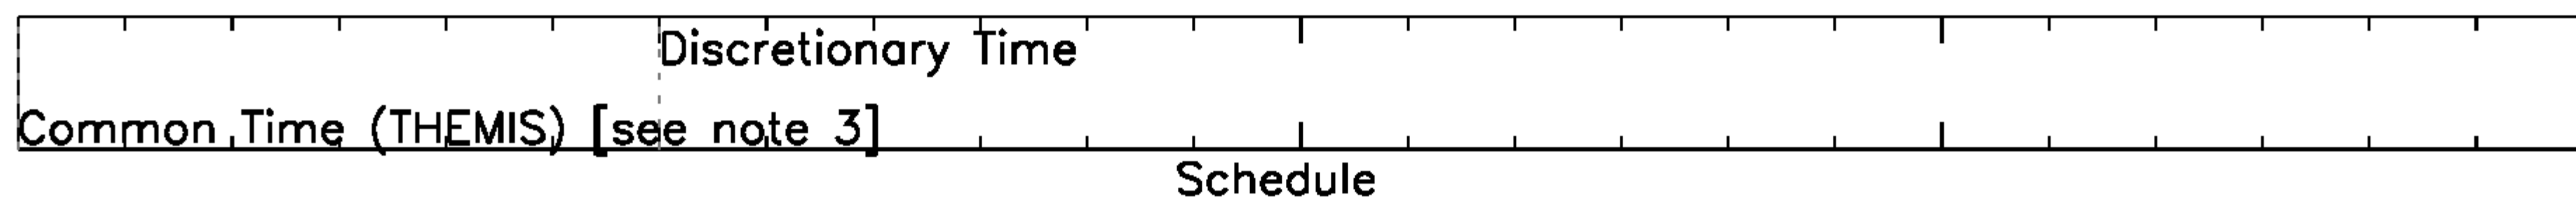 Discretionary Time
Common Time (THEMIS) [see note 3]
Schedule